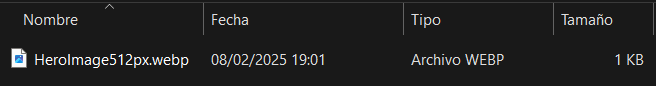 Nombre Fecha Tipo Tamaño
HeroImage512px.webp 08/02/2025 19:01 Archivo WEBP 1 KB